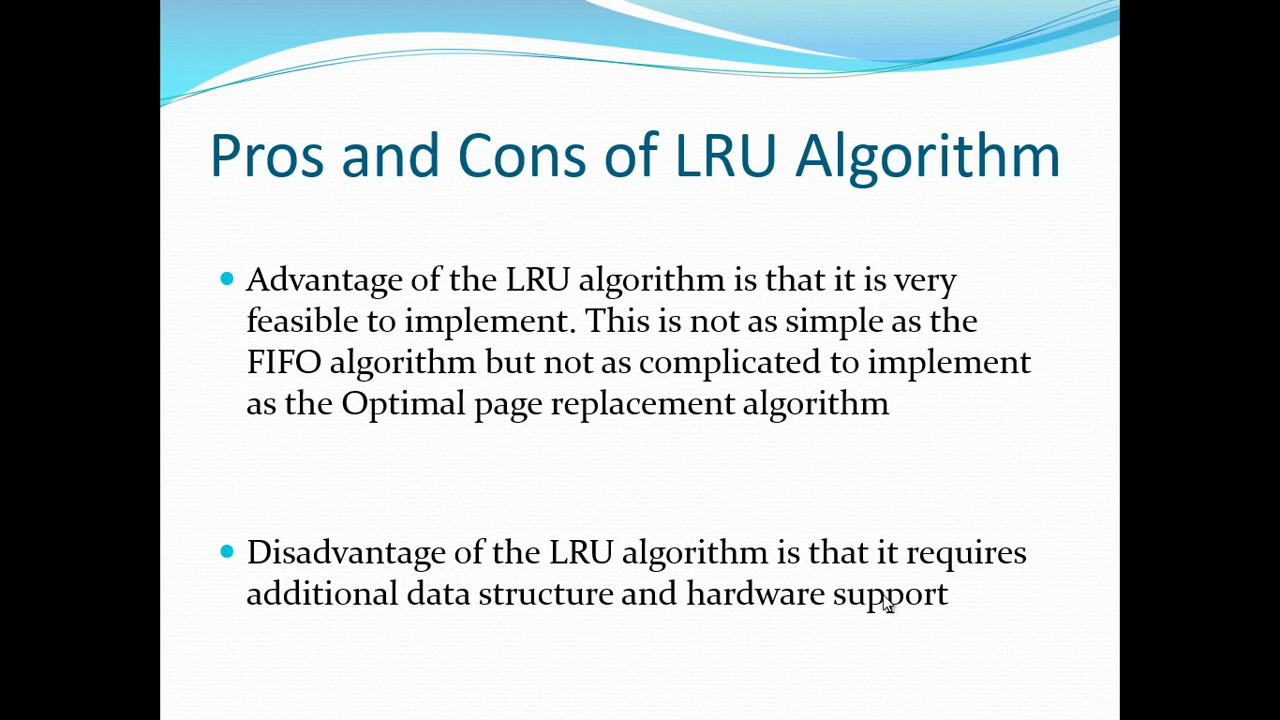 Pros and Cons of LRU Algorithm
Advantage of the LRU algorithm is that it is very
feasible to implement. This is not as simple as the
FIFO algorithm but not as complicated to implement
as the Optimal page replacement algorithm
Disadvantage of the LRU algorithm is that it requires
additional data structure and hardware support